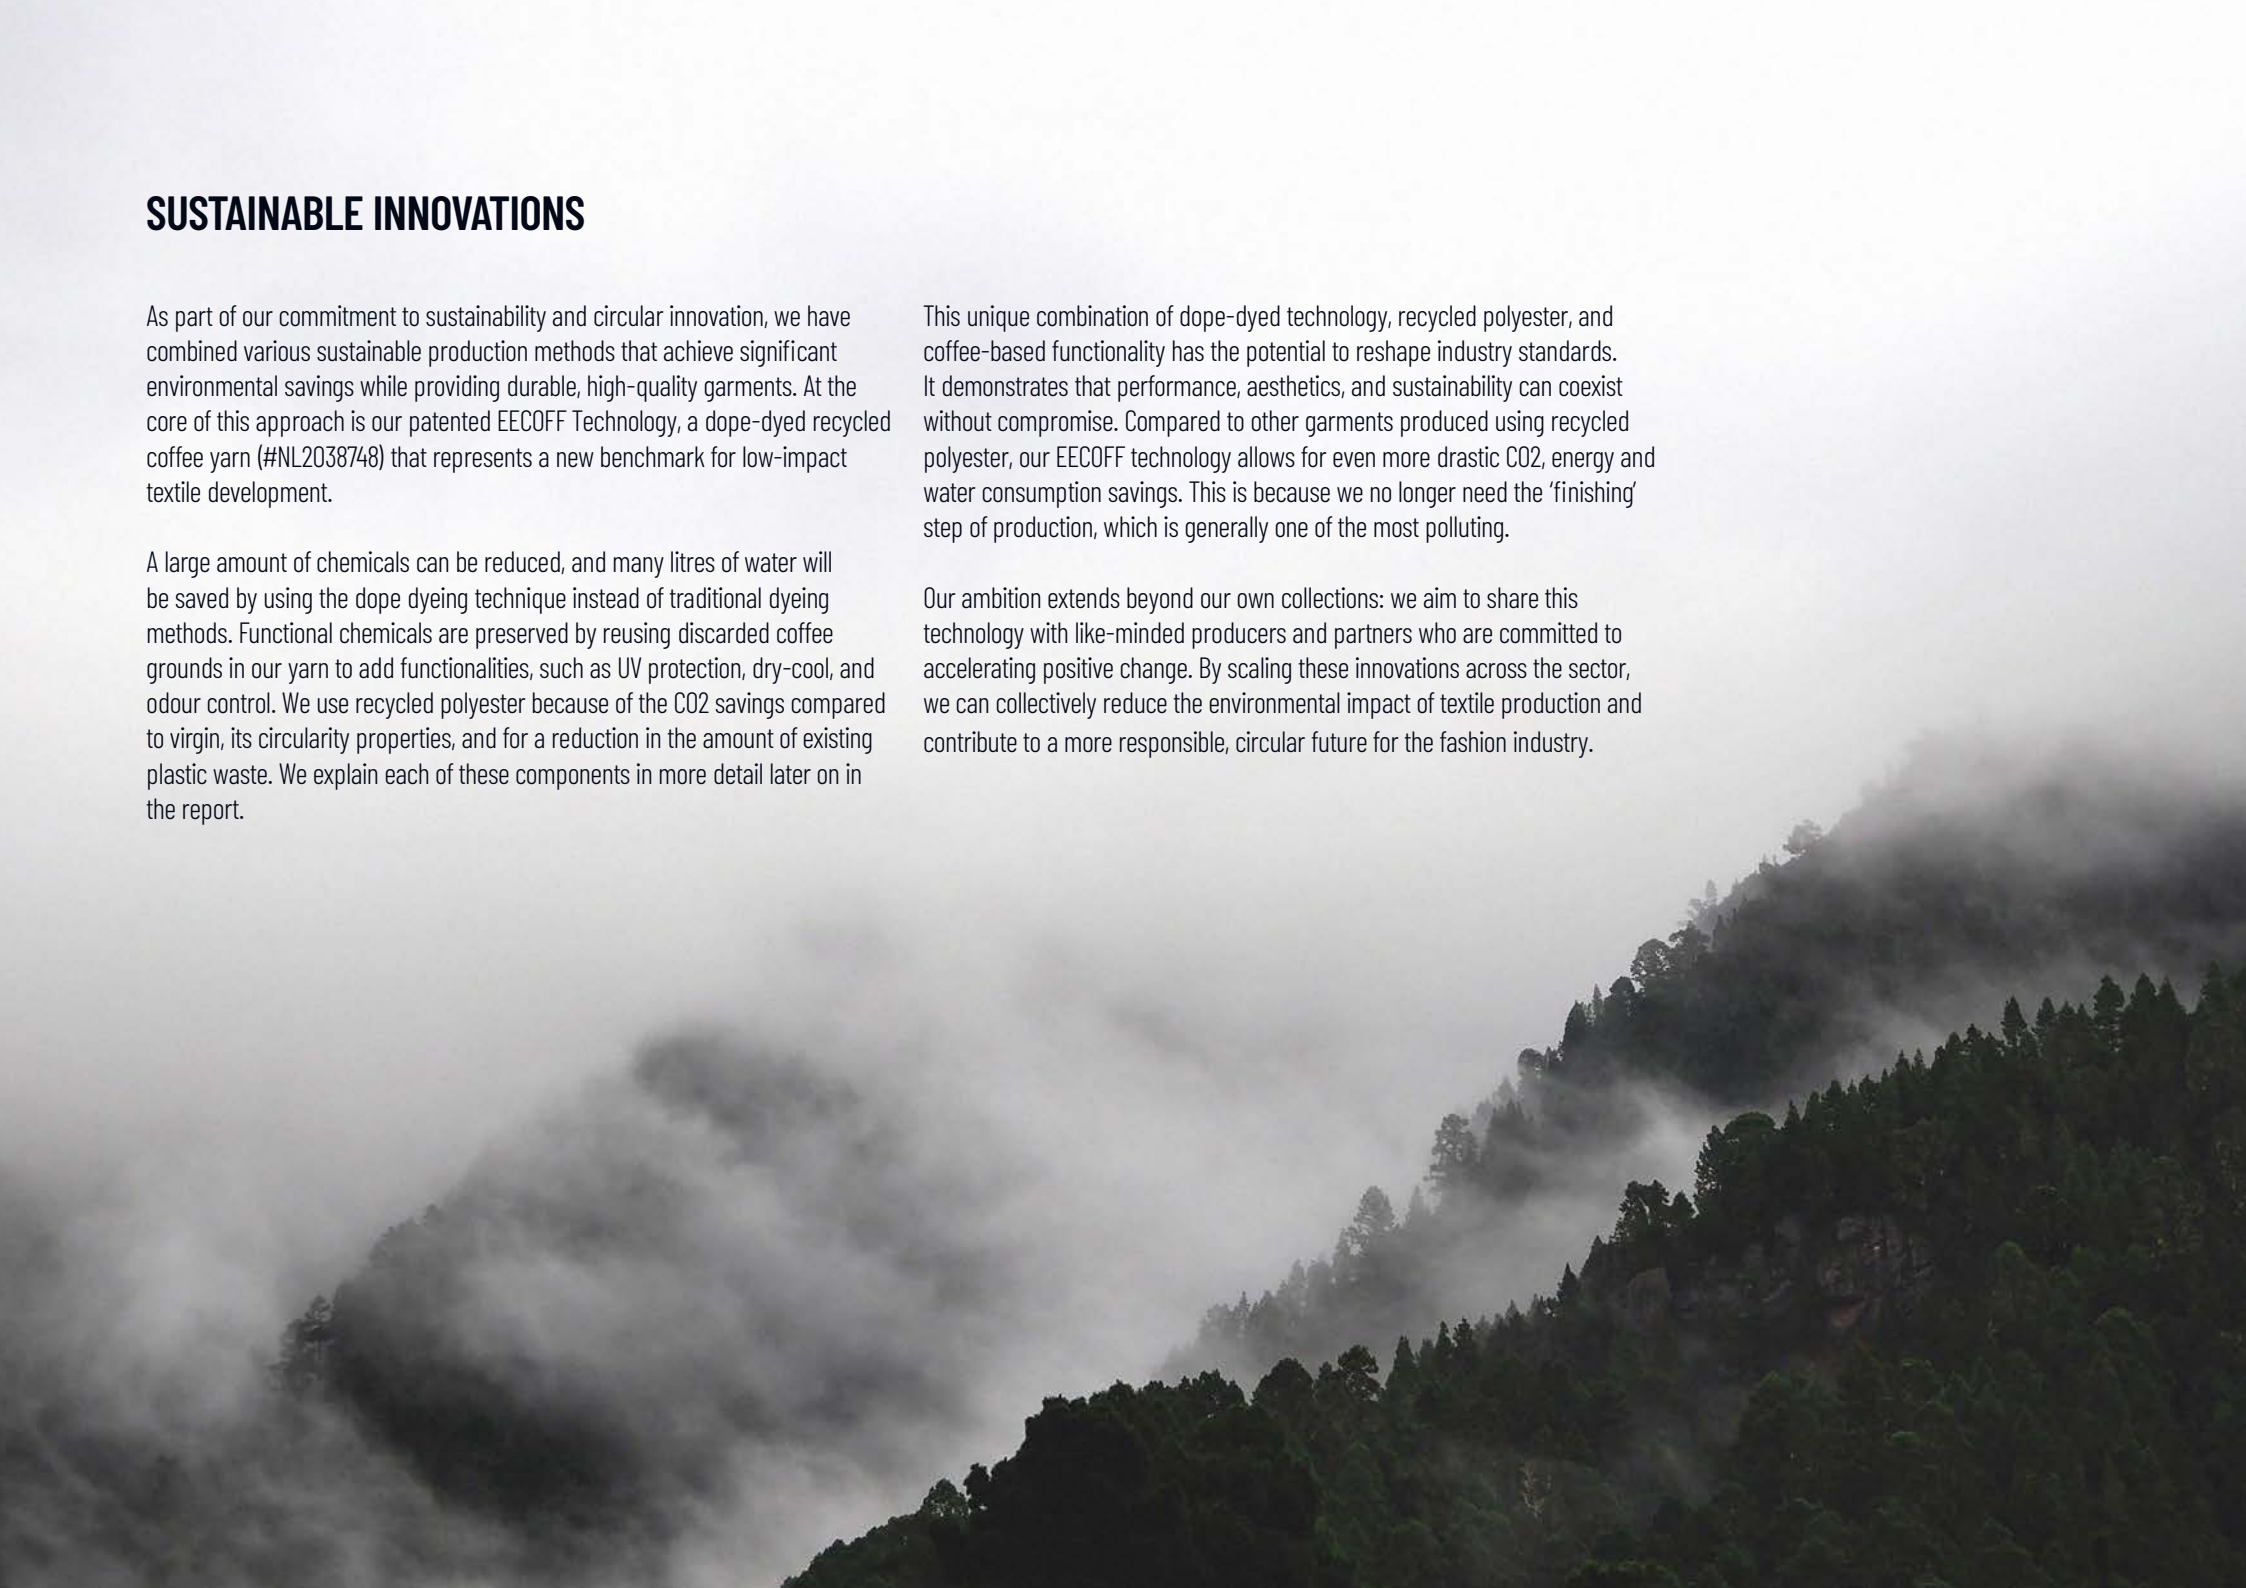 SUSTAINABLE INNOVATIONS
As part of our commitment to sustainability and circular innovation, we have
combined various sustainable production methods that achieve significant
environmental savings while providing durable, high-quality garments. At the
core of this approach is our patented EECOFF Technology, a dope-dyed recycled
coffee yarn (#NL2038748) that represents a new benchmark for low-impact
textile development.
A large amount of chemicals can be reduced, and many litres of water will
be saved by using the dope dyeing technique instead of traditional dyeing
methods. Functional chemicals are preserved by reusing discarded coffee
grounds in our yarn to add functionalities, such as UV protection, dry-cool, and
odour control. We use recycled polyester because of the CO2 savings compared
to virgin, its circularity properties, and for a reduction in the amount of existing
plastic waste. We explain each of these components in more detail later on in
the report.
This unique combination of dope-dyed technology, recycled polyester, and
coffee-based functionality has the potential to reshape industry standards.
It demonstrates that performance, aesthetics, and sustainability can coexist
without compromise. Compared to other garments produced using recycled
polyester, our EECOFF technology allows for even more drastic CO2, energy and
water consumption savings. This is because we no longer need the ‘finishing’
step of production, which is generally one of the most polluting.
Our ambition extends beyond our own collections: we aim to share this
technology with like-minded producers and partners who are committed to
accelerating positive change. By scaling these innovations across the sector,
we can collectively reduce the environmental impact of textile production and
contribute to a more responsible, circular future for the fashion industry.